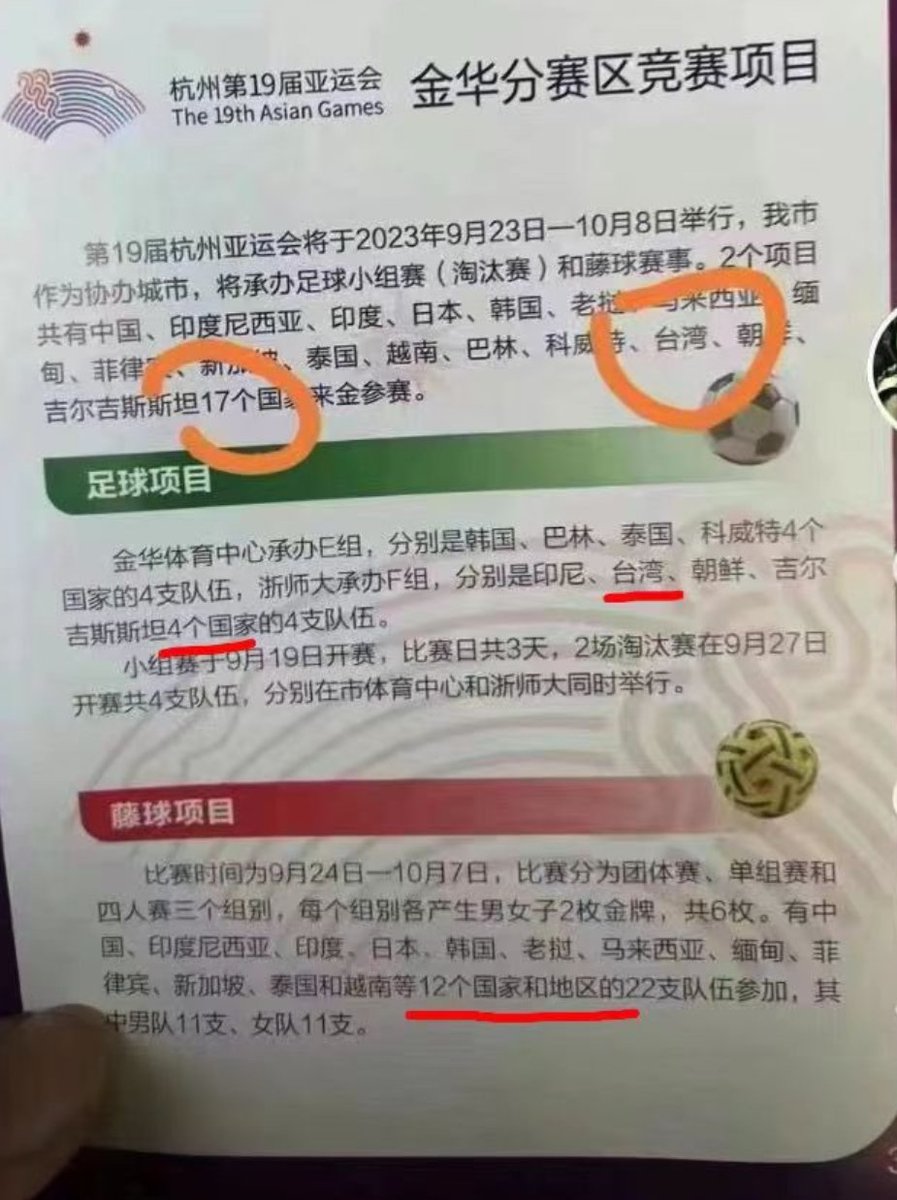 杭州第19届亚运会
The 19th Asian Games
金华分赛区竞赛项目
第19届杭州亚运会将于2023年9月23日—10月8日举行，我市
作为协办城市，将承办足球小组赛（淘汰赛）和藤球赛事。2个项目
共有中国、印度尼西亚、印度、日本、韩国、老挝、马来西亚、缅
甸、菲律宾、新加坡、泰国、越南、巴林、科威特、台湾、朝鲜、
吉尔吉斯斯坦17个国家来金参赛。
足球项目
金华体育中心承办E组，分别是韩国、巴林、泰国、科威特4个
国家的4支队伍，浙师大承办F组，分别是印尼、台湾、朝鲜、吉尔
吉斯斯坦4个国家的4支队伍。
小组赛于9月19日开赛，比赛日共3天，2场淘汰赛在9月27日
开赛共4支队伍，分别在市体育中心和浙师大同时举行。
藤球项目
比赛时间为9月24日—10月7日，比赛分为团体赛、单组赛和
四人赛三个组别，每个组别各产生男女子2枚金牌，共6枚。有中
国、印度尼西亚、印度、日本、韩国、老挝、马来西亚、缅甸、菲
律宾、新加坡、泰国和越南等12个国家和地区的22支队伍参加，其
中男队11支、女队11支。